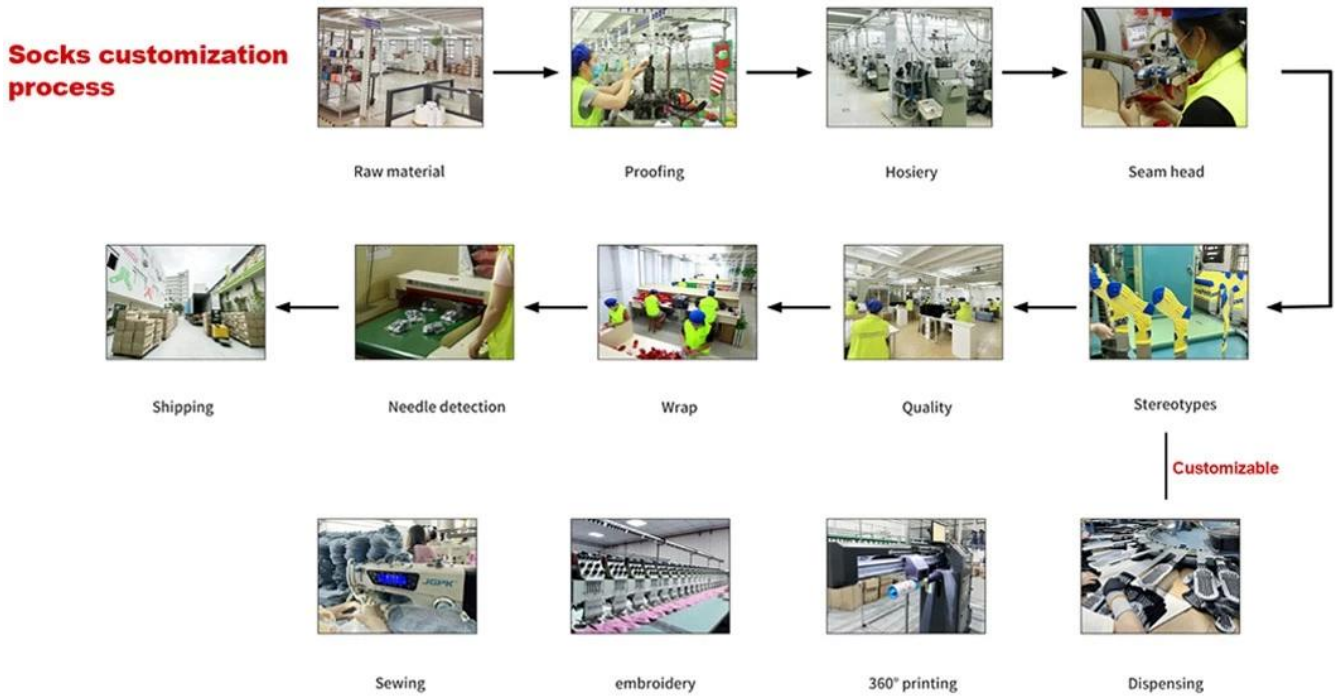 Socks customization
process
Raw material
Proofing
Hosiery
Seam head
Shipping
Needle detection
Wrap
Quality
Stereotypes
Customizable
JGPK
Sewing
embroidery
360° printing
Dispensing